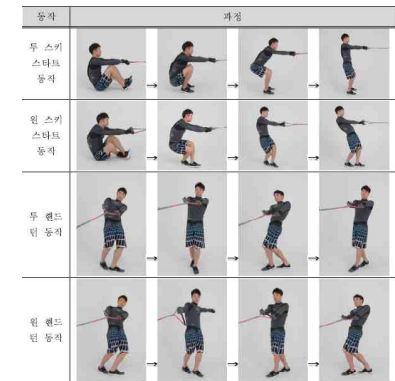 동작 과정
투 스키
스타트
동작
→ → →
원 스키
스타트
동작
→ → →
투 핸드
턴 동작
→ → →
원 핸드
턴 동작
→ → →